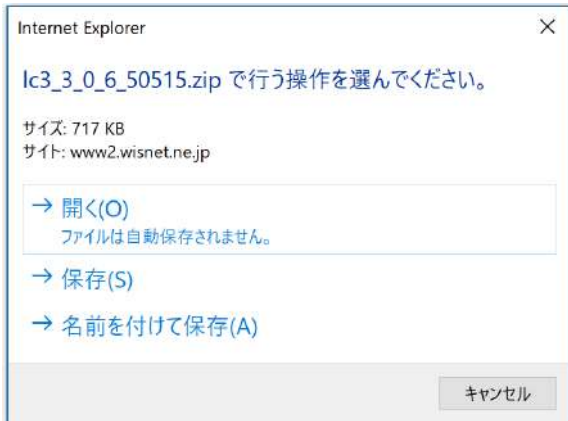 Internet Explorer
lc3_3_0_6_50515.zip で行う操作を選んでください。
サイズ: 717 KB
サイト: www2.wisnet.ne.jp
→ 開く(O)
ファイルは自動保存されません。
→ 保存(S)
→ 名前を付けて保存(A)
キャンセル